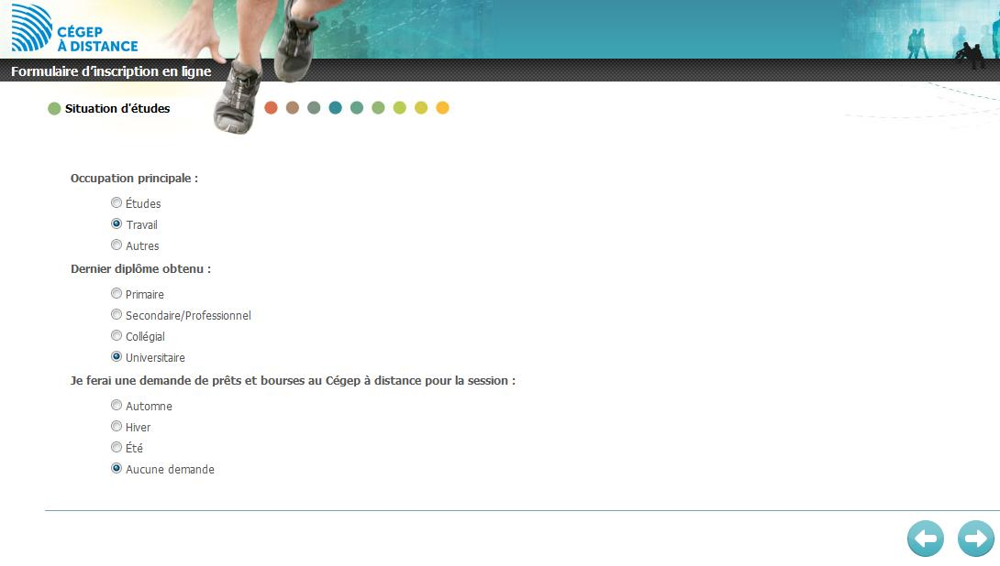 CÉGEP
À DISTANCE
Formulaire d'inscription en ligne
Situation d'études
Occupation principale :
Études
Travail
Autres
Dernier diplôme obtenu :
Primaire
Secondaire/Professionnel
Collégial
Universitaire
Je ferai une demande de prêts et bourses au Cégep à distance pour la session :
Automne
Hiver
Été
Aucune demande